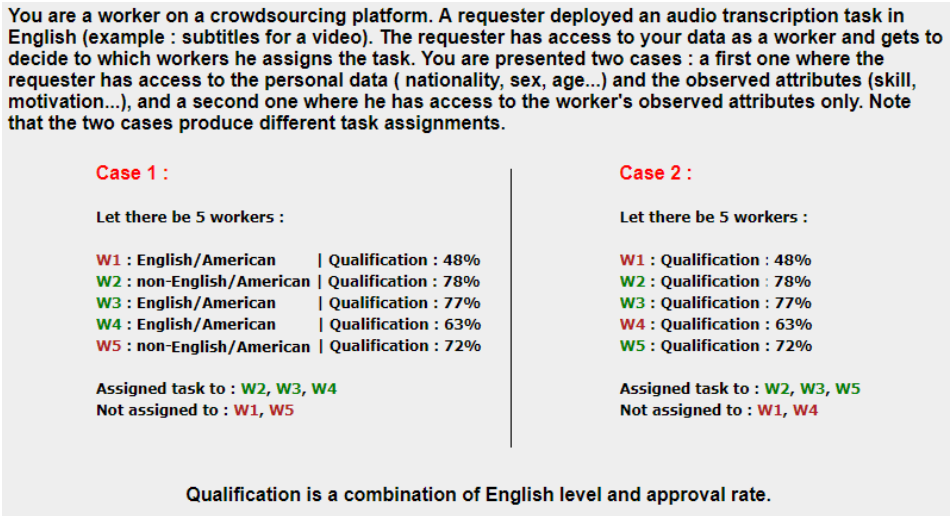 You are a worker on a crowdsourcing platform. A requester deployed an audio transcription task in
English (example : subtitles for a video). The requester has access to your data as a worker and gets to
decide to which workers he assigns the task. You are presented two cases : a first one where the
requester has access to the personal data ( nationality, sex, age...) and the observed attributes (skill,
motivation...), and a second one where he has access to the worker's observed attributes only. Note
that the two cases produce different task assignments.
Case 1 :
Let there be 5 workers :
W1 : English/American | Qualification : 48%
W2 : non-English/American | Qualification : 78%
W3 : English/American | Qualification : 77%
W4 : English/American | Qualification : 63%
W5 : non-English/American | Qualification : 72%
Assigned task to : W2, W3, W4
Not assigned to : W1, W5
Case 2 :
Let there be 5 workers :
W1 : Qualification : 48%
W2 : Qualification : 78%
W3 : Qualification : 77%
W4 : Qualification : 63%
W5 : Qualification : 72%
Assigned task to : W2, W3, W5
Not assigned to : W1, W4
Qualification is a combination of English level and approval rate.